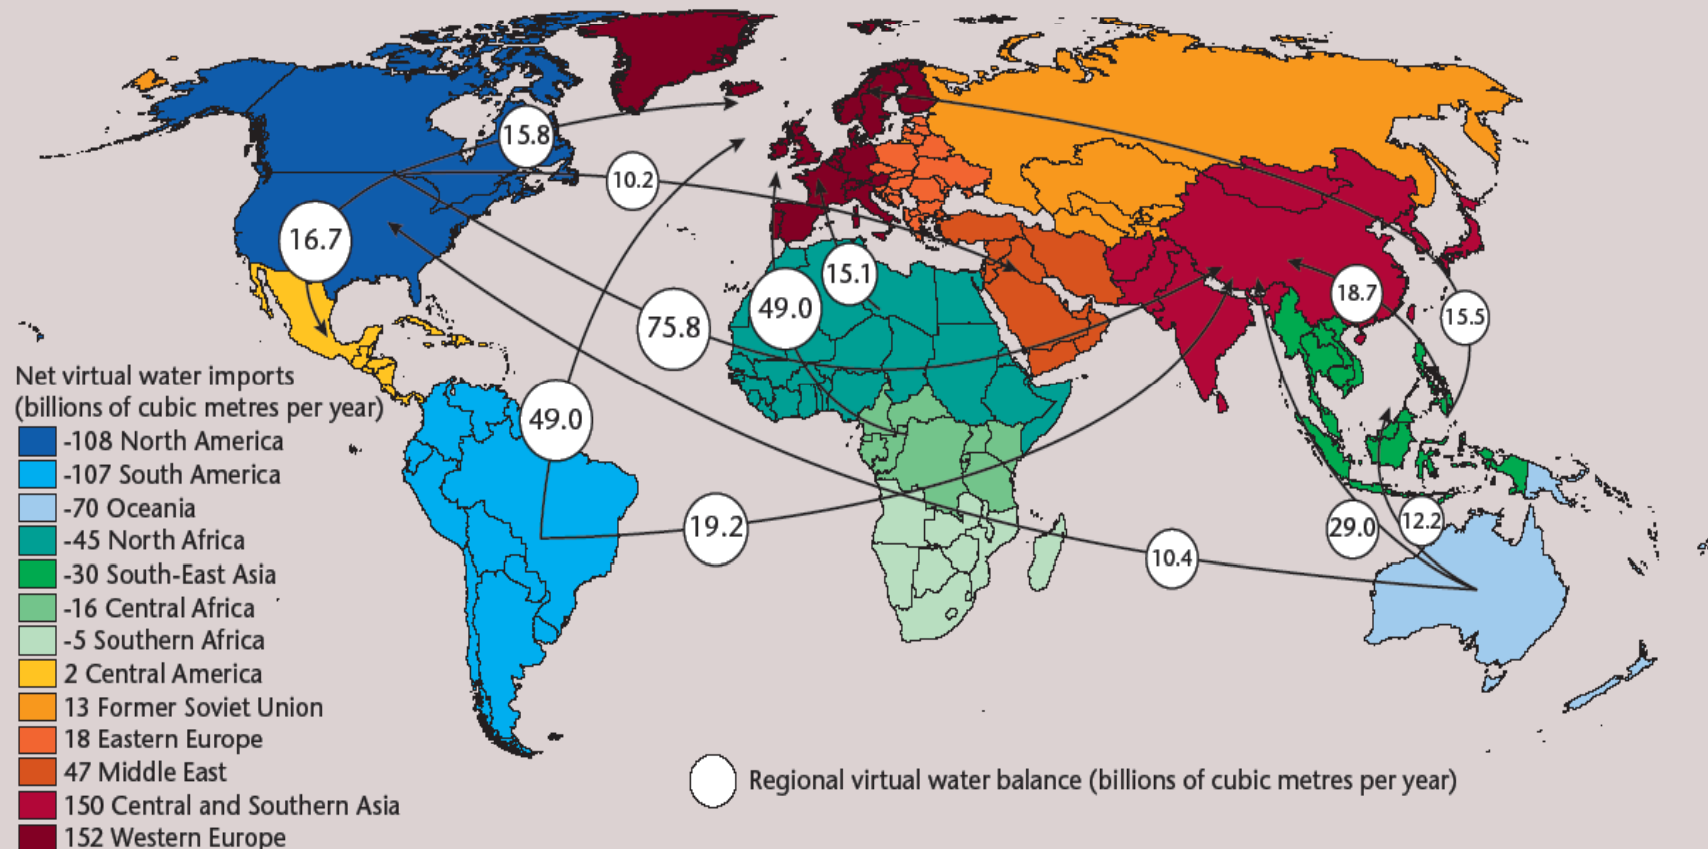 15.8
10.2
16.7
15.1
49.0
18.7
75.8
15.5
Net virtual water imports
(billions of cubic metres per year)
49.0
-108 North America
-107 South America
-70 Oceania
19.2
29.0
12.2
-45 North Africa
10.4
-30 South-East Asia
-16 Central Africa
-5 Southern Africa
2 Central America
13 Former Soviet Union
18 Eastern Europe
47 Middle East
Regional virtual water balance (billions of cubic metres per year)
150 Central and Southern Asia
152 Western Europe